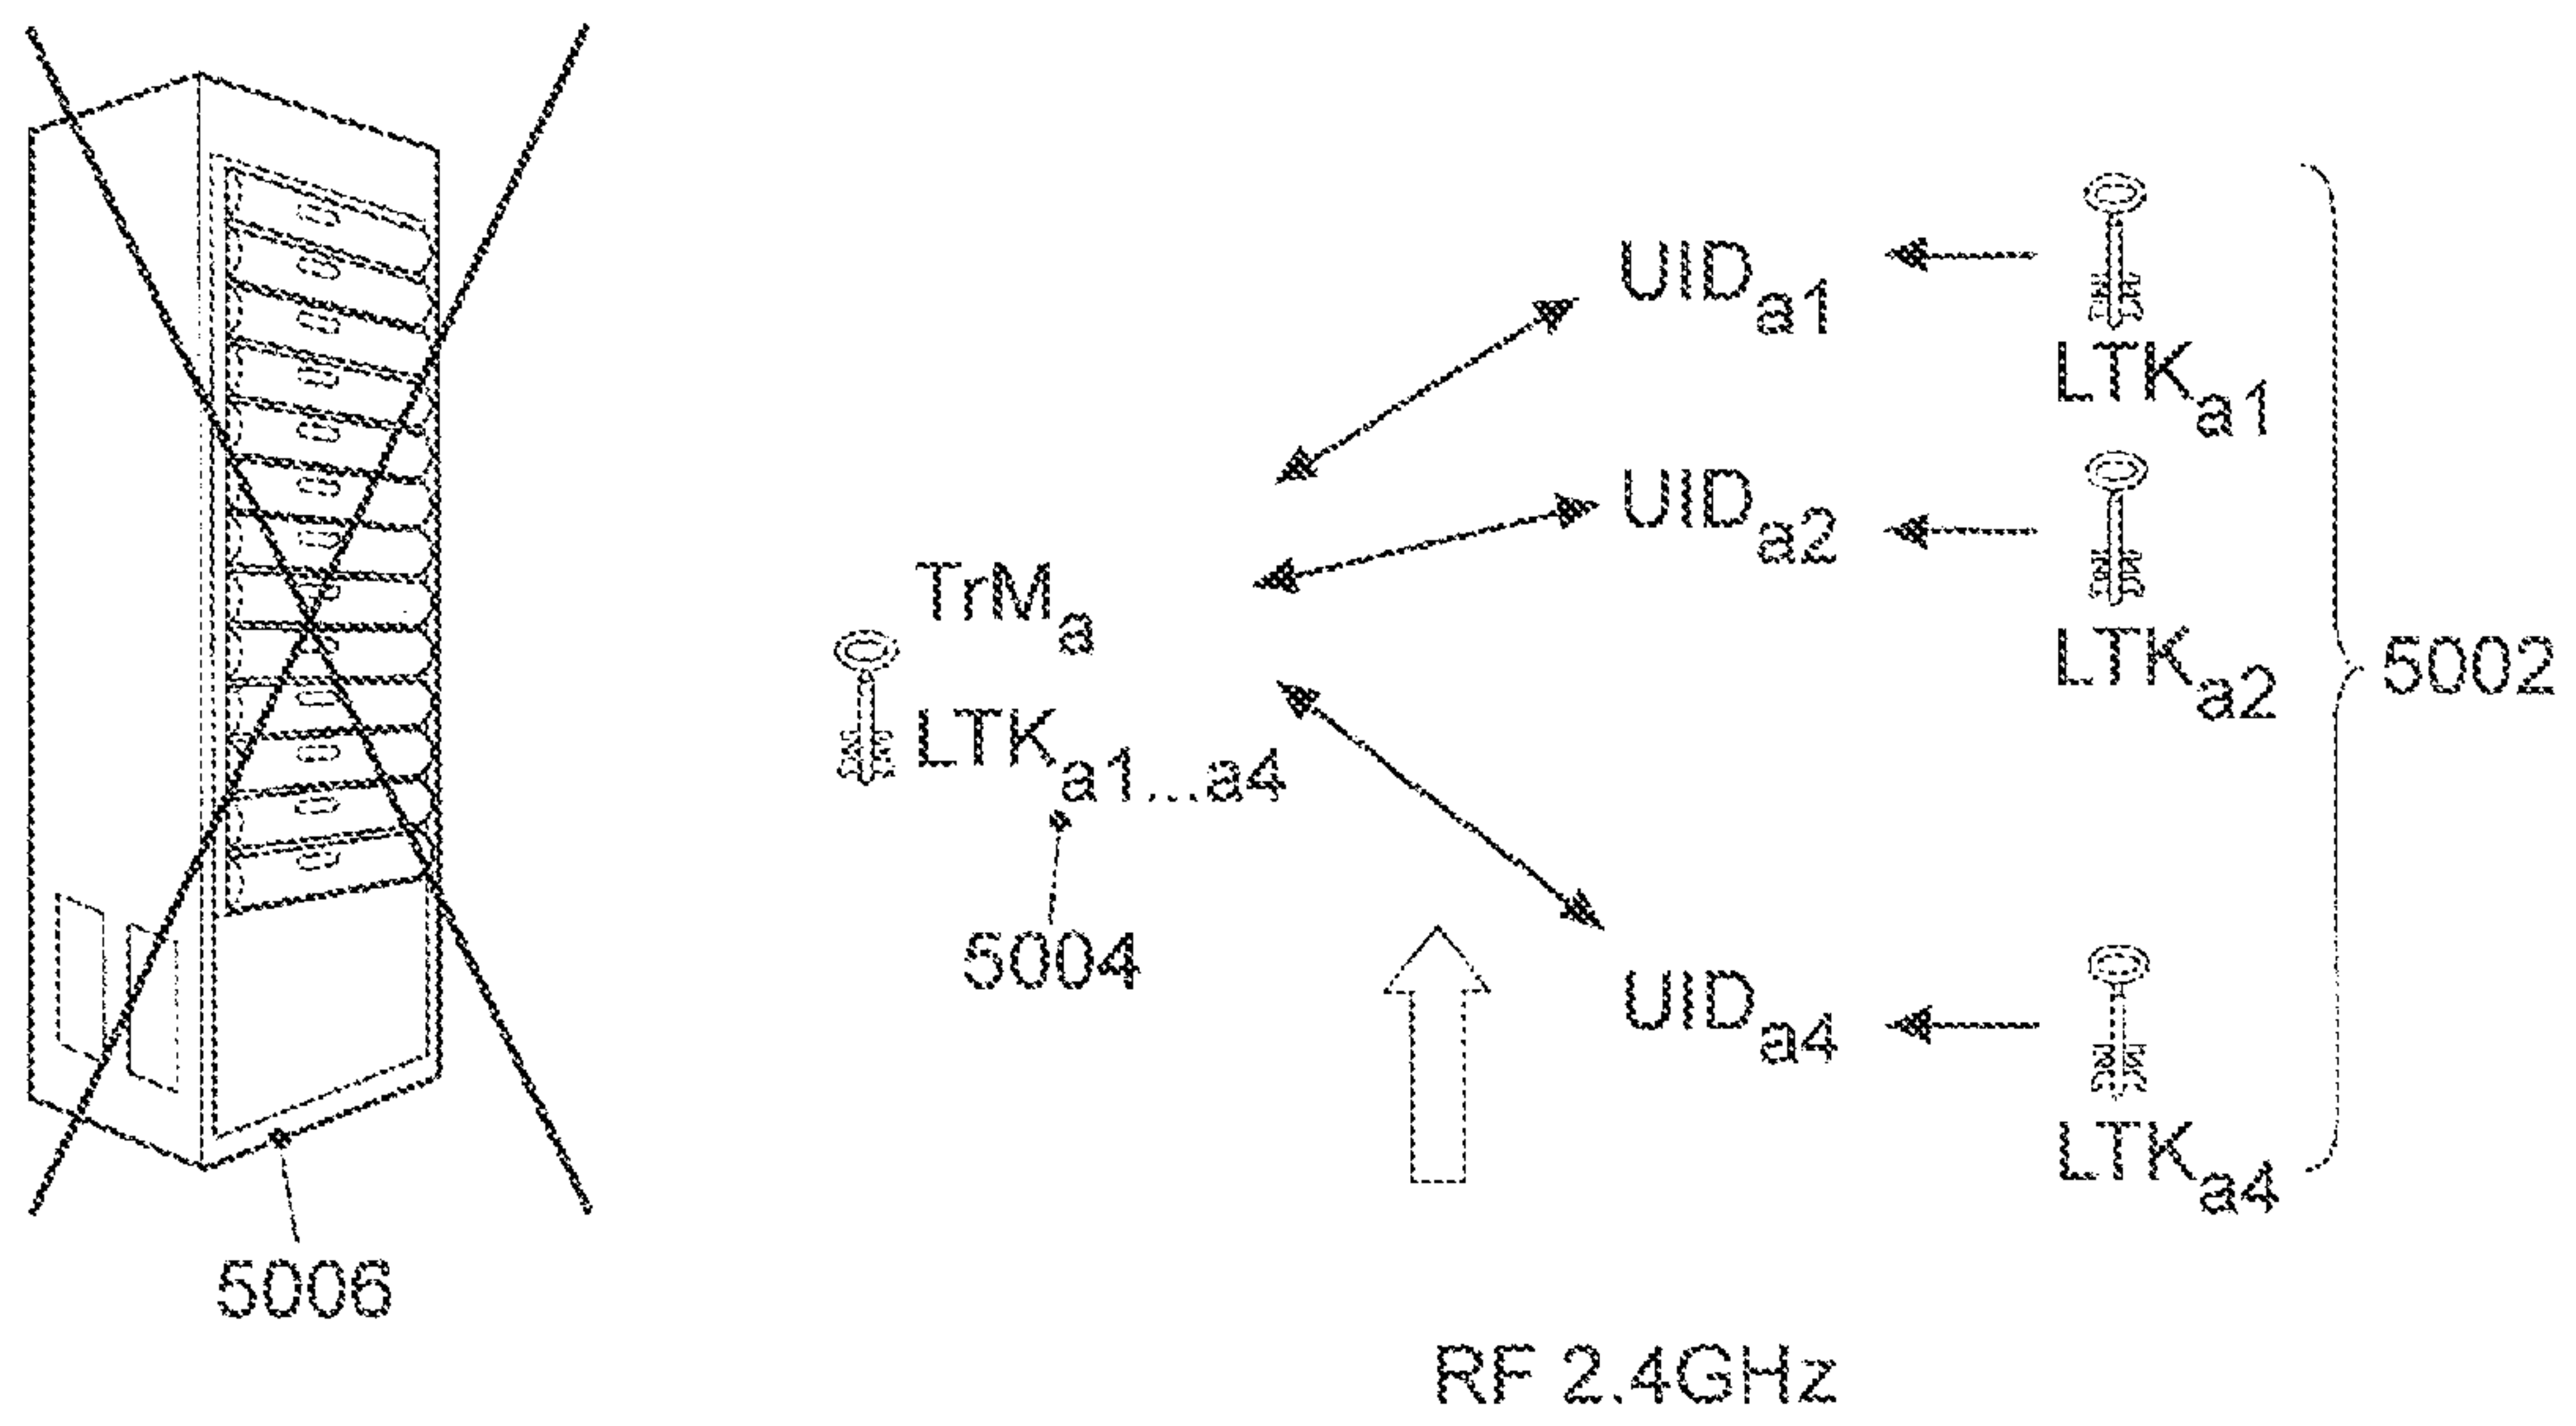 UIDa1
LTKa1
UIDa2
LTKa2
TrMa
LTKa1...a4
5002
5004
UIDa4
LTKa4
5006
RF 2.4GHz